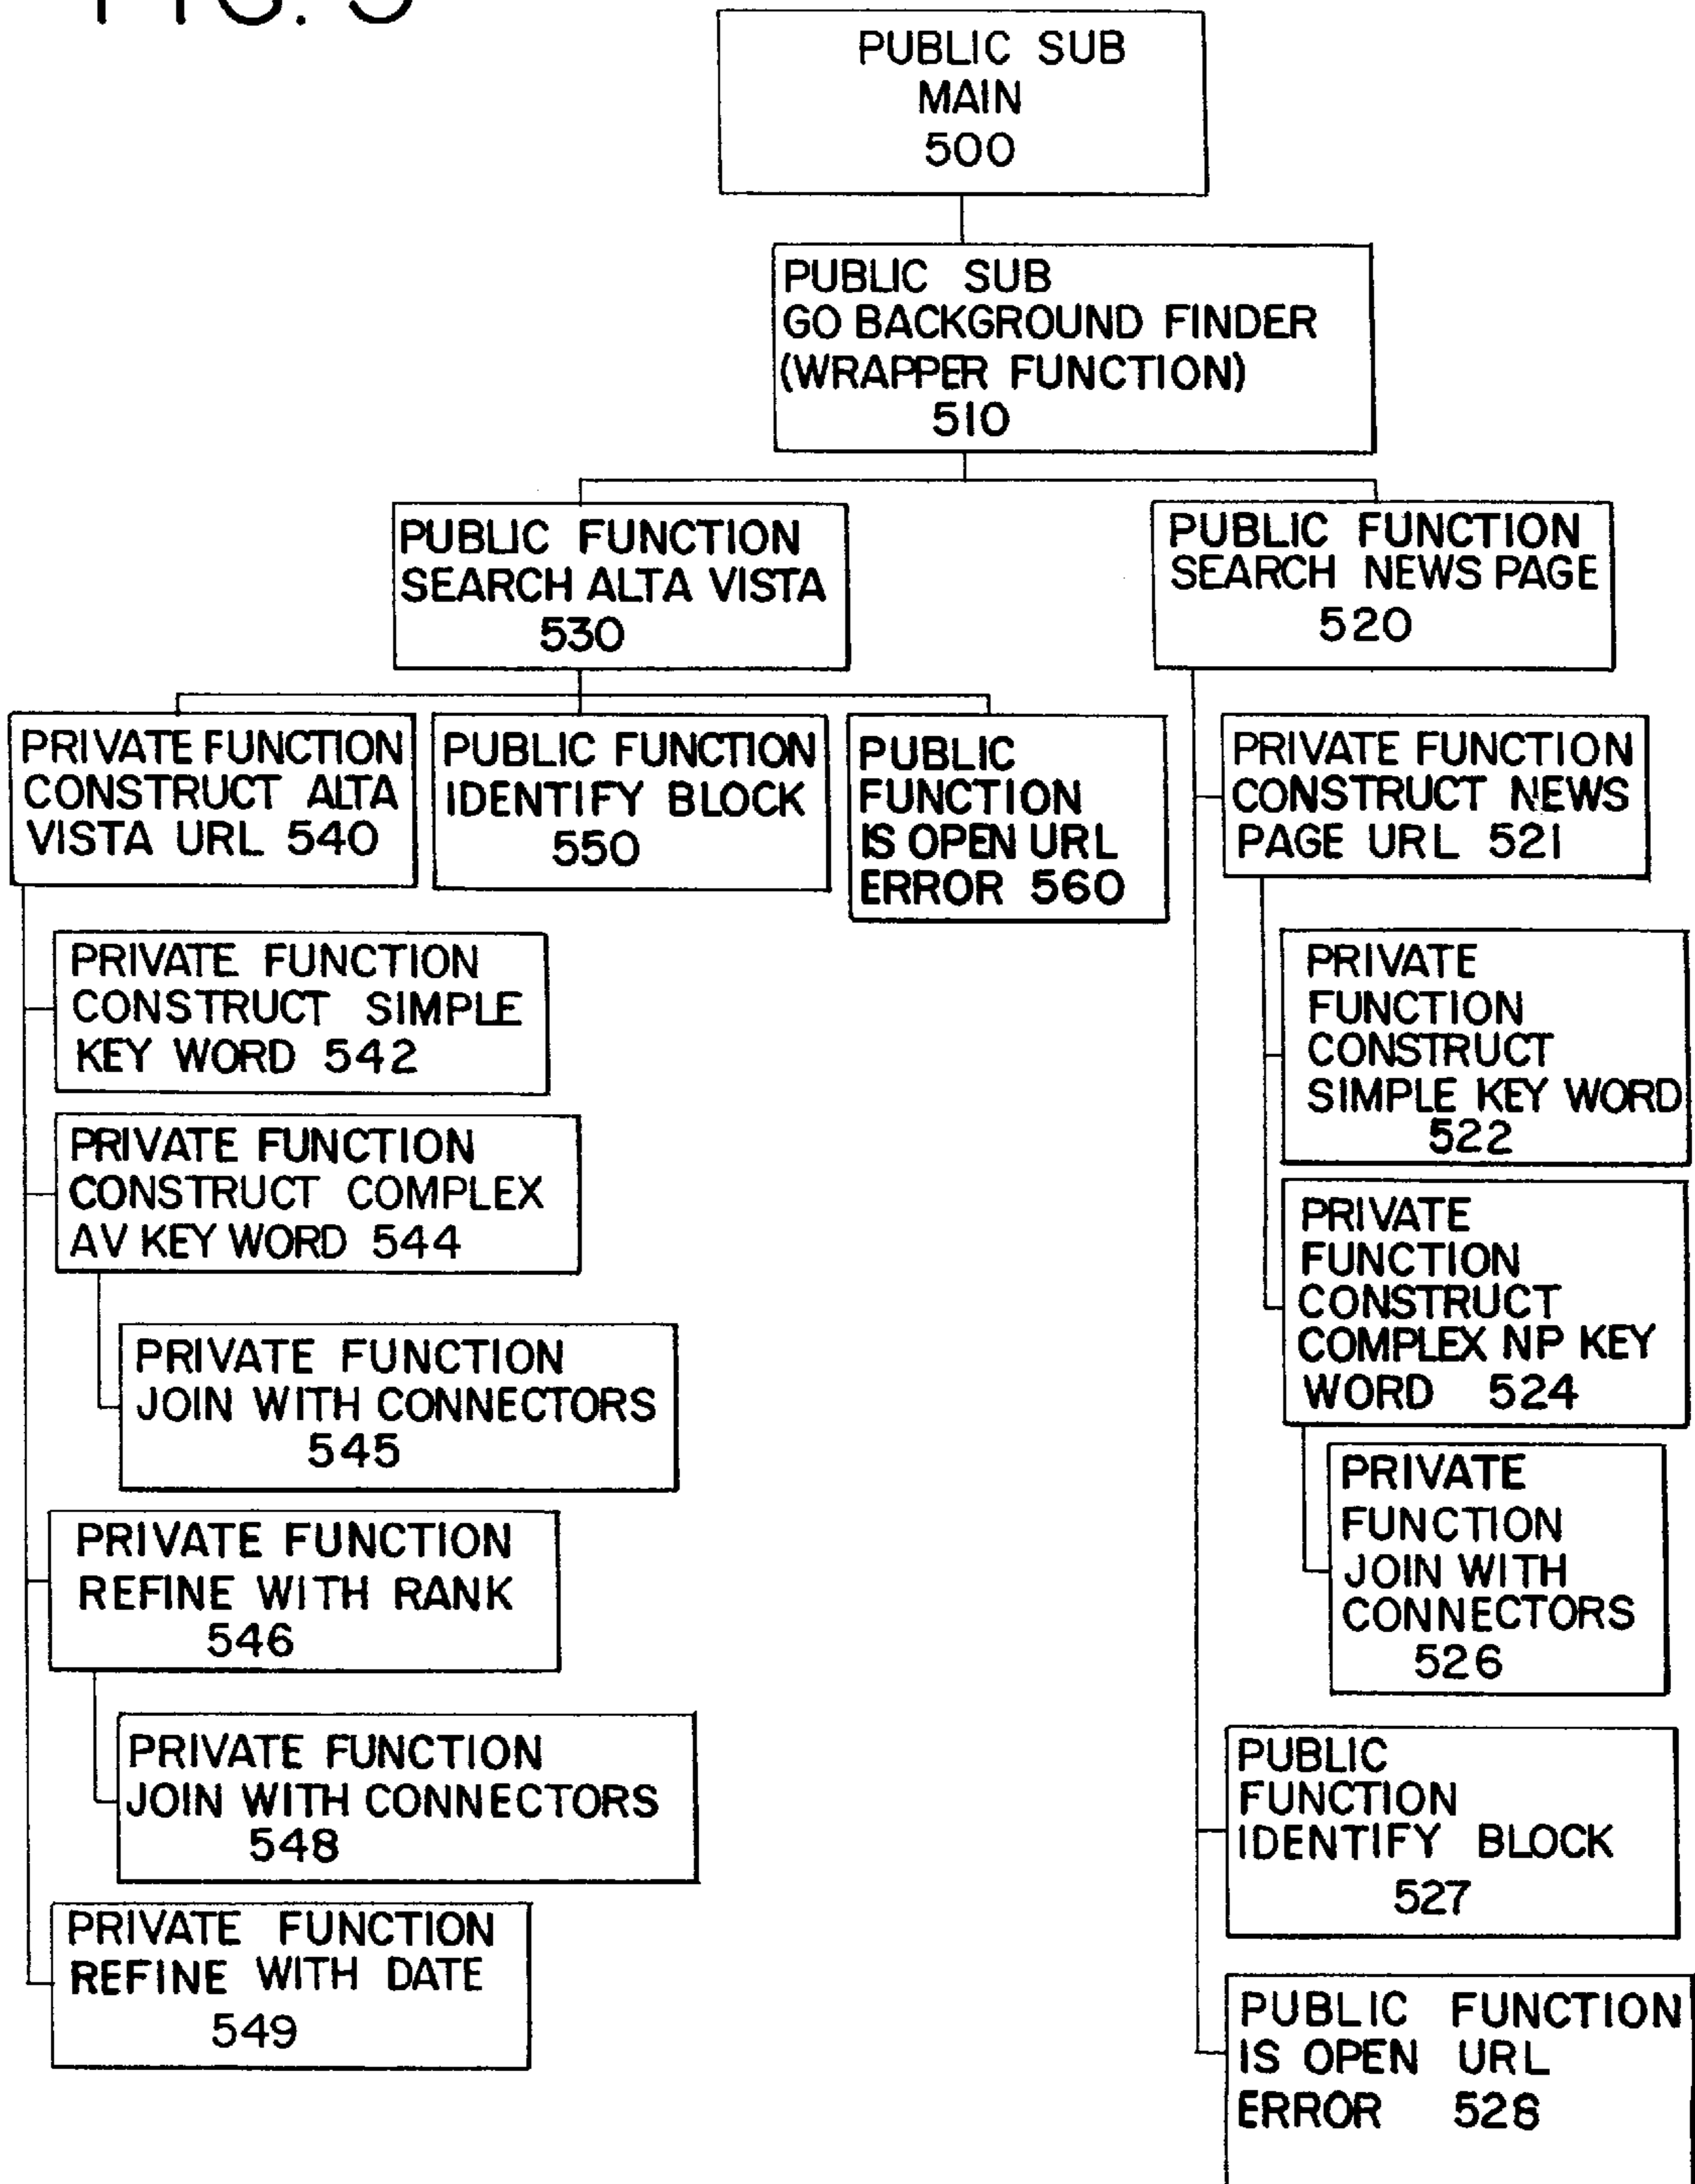 FIG. 5
PUBLIC SUB
MAIN
500
PUBLIC SUB
GO BACKGROUND FINDER
(WRAPPER FUNCTION)
510
PUBLIC FUNCTION
SEARCH ALTA VISTA
530
PUBLIC FUNCTION
SEARCH NEWS PAGE
520
PRIVATE FUNCTION
CONSTRUCT ALTA
VISTA URL 540
PUBLIC FUNCTION
IDENTIFY BLOCK
550
PUBLIC
FUNCTION
IS OPEN URL
ERROR 560
PRIVATE FUNCTION
CONSTRUCT NEWS
PAGE URL 521
PRIVATE FUNCTION
CONSTRUCT SIMPLE
KEY WORD 542
PRIVATE FUNCTION
CONSTRUCT COMPLEX
AV KEY WORD 544
PRIVATE FUNCTION
JOIN WITH CONNECTORS
545
PRIVATE FUNCTION
REFINE WITH RANK
546
PRIVATE FUNCTION
JOIN WITH CONNECTORS
548
PRIVATE FUNCTION
REFINE WITH DATE
549
PRIVATE
FUNCTION
CONSTRUCT
SIMPLE KEY WORD
522
PRIVATE
FUNCTION
CONSTRUCT
COMPLEX NP KEY
WORD 524
PRIVATE
FUNCTION
JOIN WITH
CONNECTORS
526
PUBLIC
FUNCTION
IDENTIFY BLOCK
527
PUBLIC FUNCTION
IS OPEN URL
ERROR 528